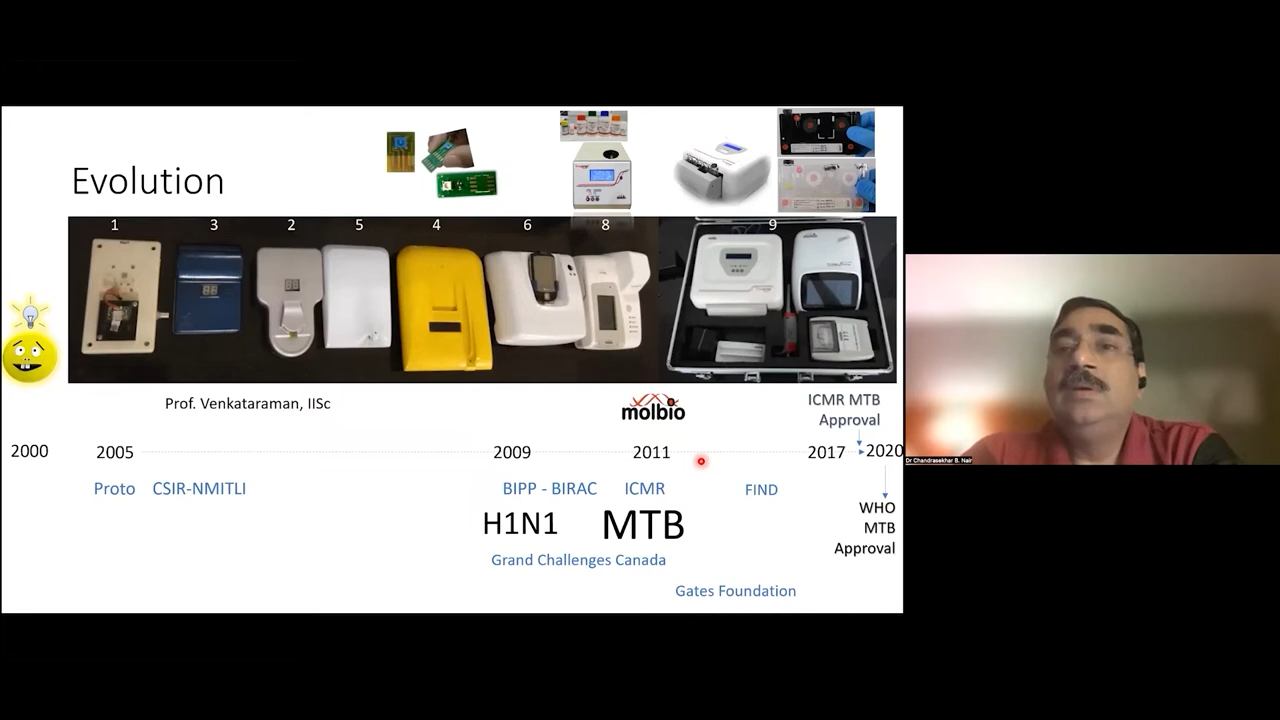 Evolution
1 3 2 5 4 6 8 9
Prof. Venkataraman, IISc
molbio
ICMR MTB
Approval
2000 2005 2009 2011 2017 2020
Proto CSIR-NMITLI BIPP - BIRAC ICMR FIND
H1N1 MTB
WHO
MTB
Approval
Grand Challenges Canada
Gates Foundation
Dr Chandrasekhar B. Nair